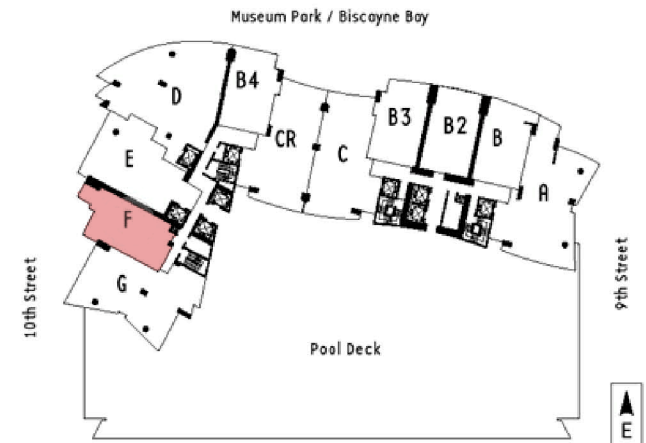 Museum Park / Biscayne Bay
B4
D
B3
B2
B
CR
C
E
A
F
G
10th Street
9th Street
Pool Deck
E